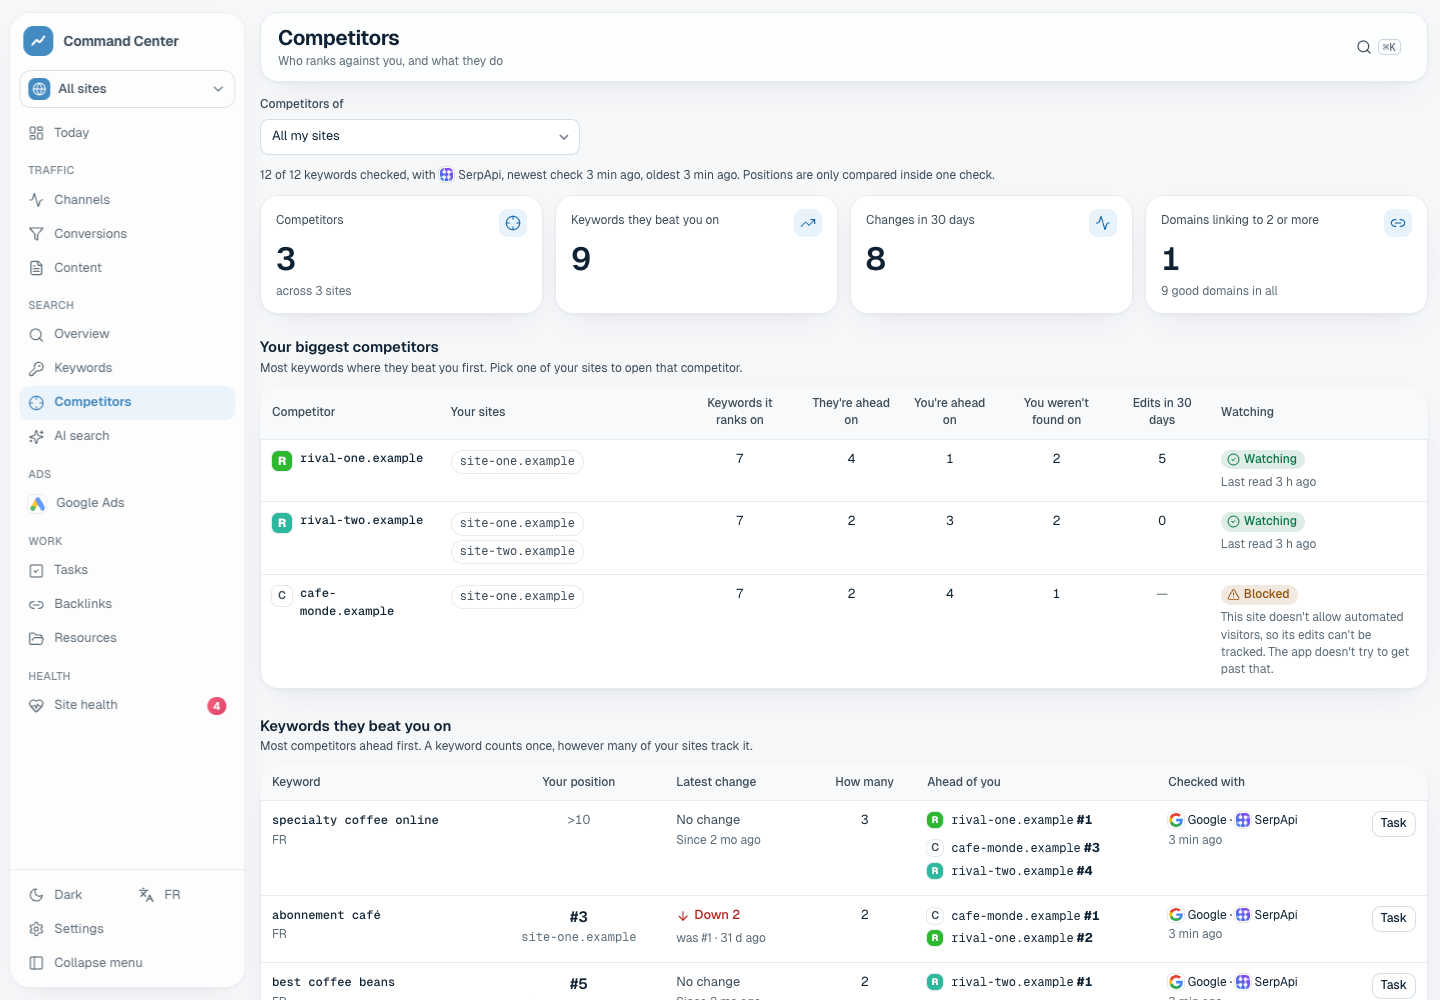 Command Center
All sites
Today
TRAFFIC
Channels
Conversions
Content
SEARCH
Overview
Keywords
Competitors
AI search
ADS
Google Ads
WORK
Tasks
Backlinks
Resources
HEALTH
Site health 4
Dark FR
Settings
Collapse menu
Competitors
Who ranks against you, and what they do
⌘K
Competitors of
All my sites
12 of 12 keywords checked, with SerpApi, newest check 3 min ago, oldest 3 min ago. Positions are only compared inside one check.
Competitors
3
across 3 sites
Keywords they beat you on
9
Changes in 30 days
8
Domains linking to 2 or more
1
9 good domains in all
Your biggest competitors
Most keywords where they beat you first. Pick one of your sites to open that competitor.
Competitor Your sites Keywords it ranks on They're ahead on You're ahead on You weren't found on Edits in 30 days Watching
R rival-one.example site-one.example 7 4 1 2 5 Watching
Last read 3 h ago
R rival-two.example site-one.example 7 2 3 2 0 Watching
site-two.example Last read 3 h ago
C cafe-monde.example site-one.example 7 2 4 1 — Blocked
This site doesn't allow automated
visitors, so its edits can't be
tracked. The app doesn't try to get
past that.
Keywords they beat you on
Most competitors ahead first. A keyword counts once, however many of your sites track it.
Keyword Your position Latest change How many Ahead of you Checked with
specialty coffee online >10 No change 3 R rival-one.example #1 Google · SerpApi Task
FR Since 2 mo ago C cafe-monde.example #3 3 min ago
R rival-two.example #4
abonnement café #3 Down 2 2 C cafe-monde.example #1 Google · SerpApi Task
FR site-one.example was #1 · 31 d ago R rival-one.example #2 3 min ago
best coffee beans #5 No change 2 R rival-two.example #1 Google · SerpApi Task
FR Since 2 mo ago 3 min ago